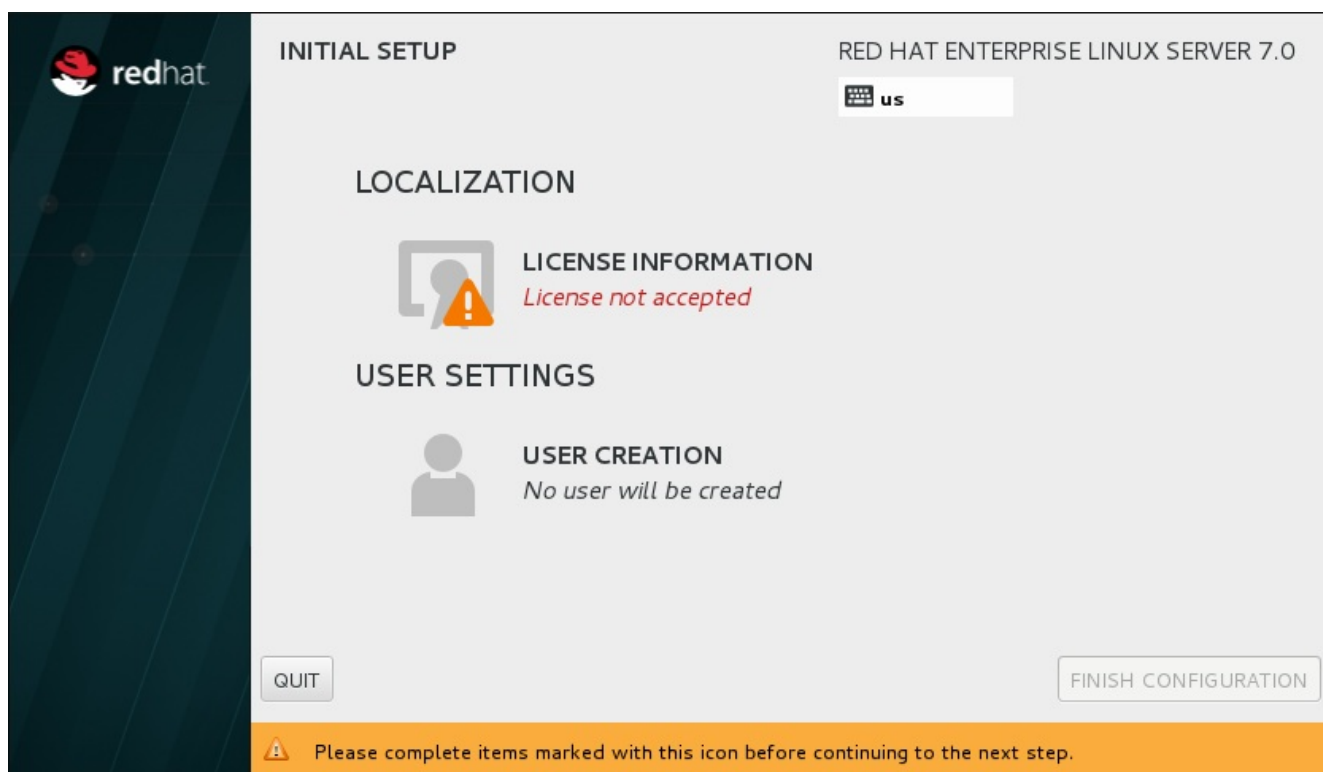 redhat
INITIAL SETUP
RED HAT ENTERPRISE LINUX SERVER 7.0
us
LOCALIZATION
LICENSE INFORMATION
License not accepted
USER SETTINGS
USER CREATION
No user will be created
QUIT
FINISH CONFIGURATION
Please complete items marked with this icon before continuing to the next step.